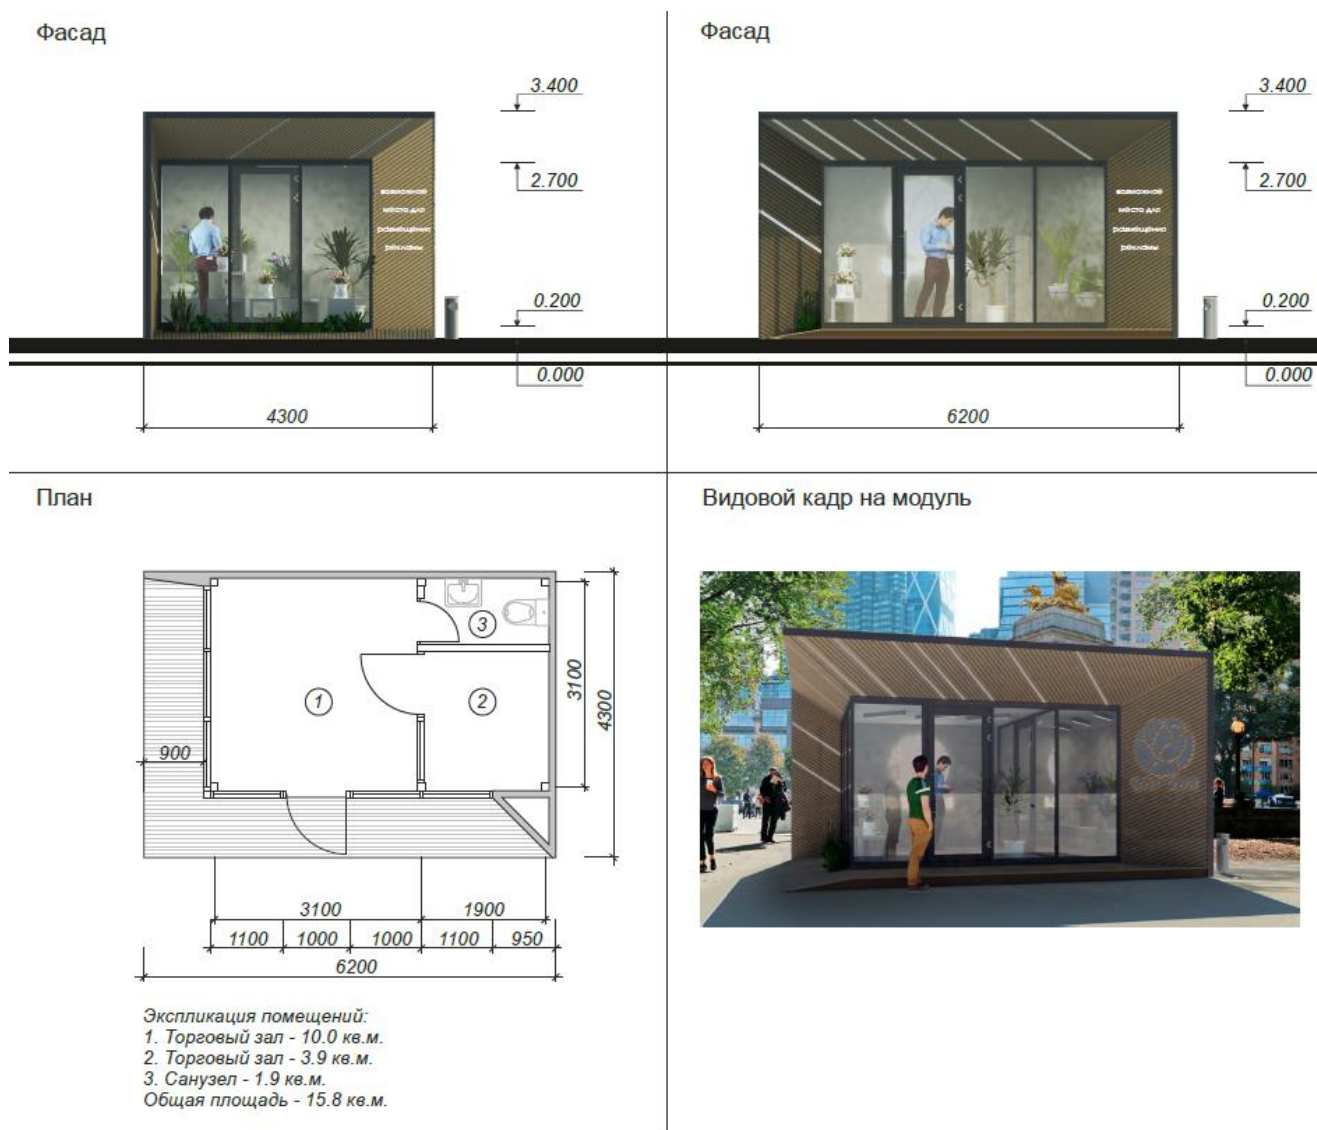 Фасад
3.400
2.700
возможное
место для
размещения
рекламы
0.200
0.000
4300
Фасад
3.400
2.700
возможное
место для
размещения
рекламы
0.200
0.000
6200
План
3
1
2
900
3100
4300
3100
1900
1100
1000
1000
1100
950
6200
Экспликация помещений:
1. Торговый зал - 10.0 кв.м.
2. Торговый зал - 3.9 кв.м.
3. Санузел - 1.9 кв.м.
Общая площадь - 15.8 кв.м.
Видовой кадр на модуль